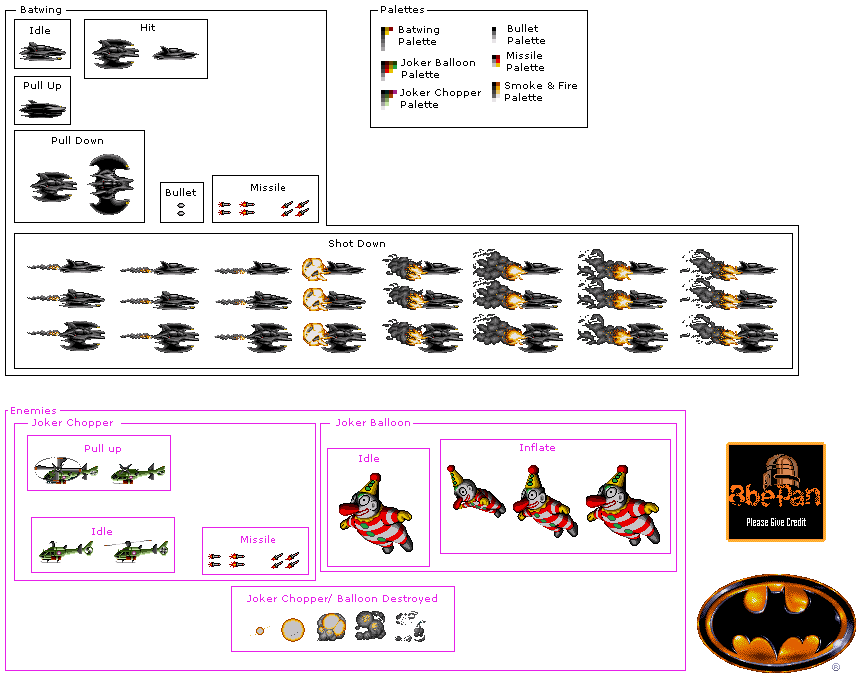 Batwing
Idle
Hit
Pull Up
Pull Down
Bullet
Missile
Shot Down
Palettes
Batwing
Palette
Bullet
Palette
Joker Balloon
Palette
Missile
Palette
Joker Chopper
Palette
Smoke & Fire
Palette
Enemies
Joker Chopper
Pull up
Idle
Missile
Joker Balloon
Idle
Inflate
Joker Chopper/ Balloon Destroyed
BbePan
Please Give Credit
®